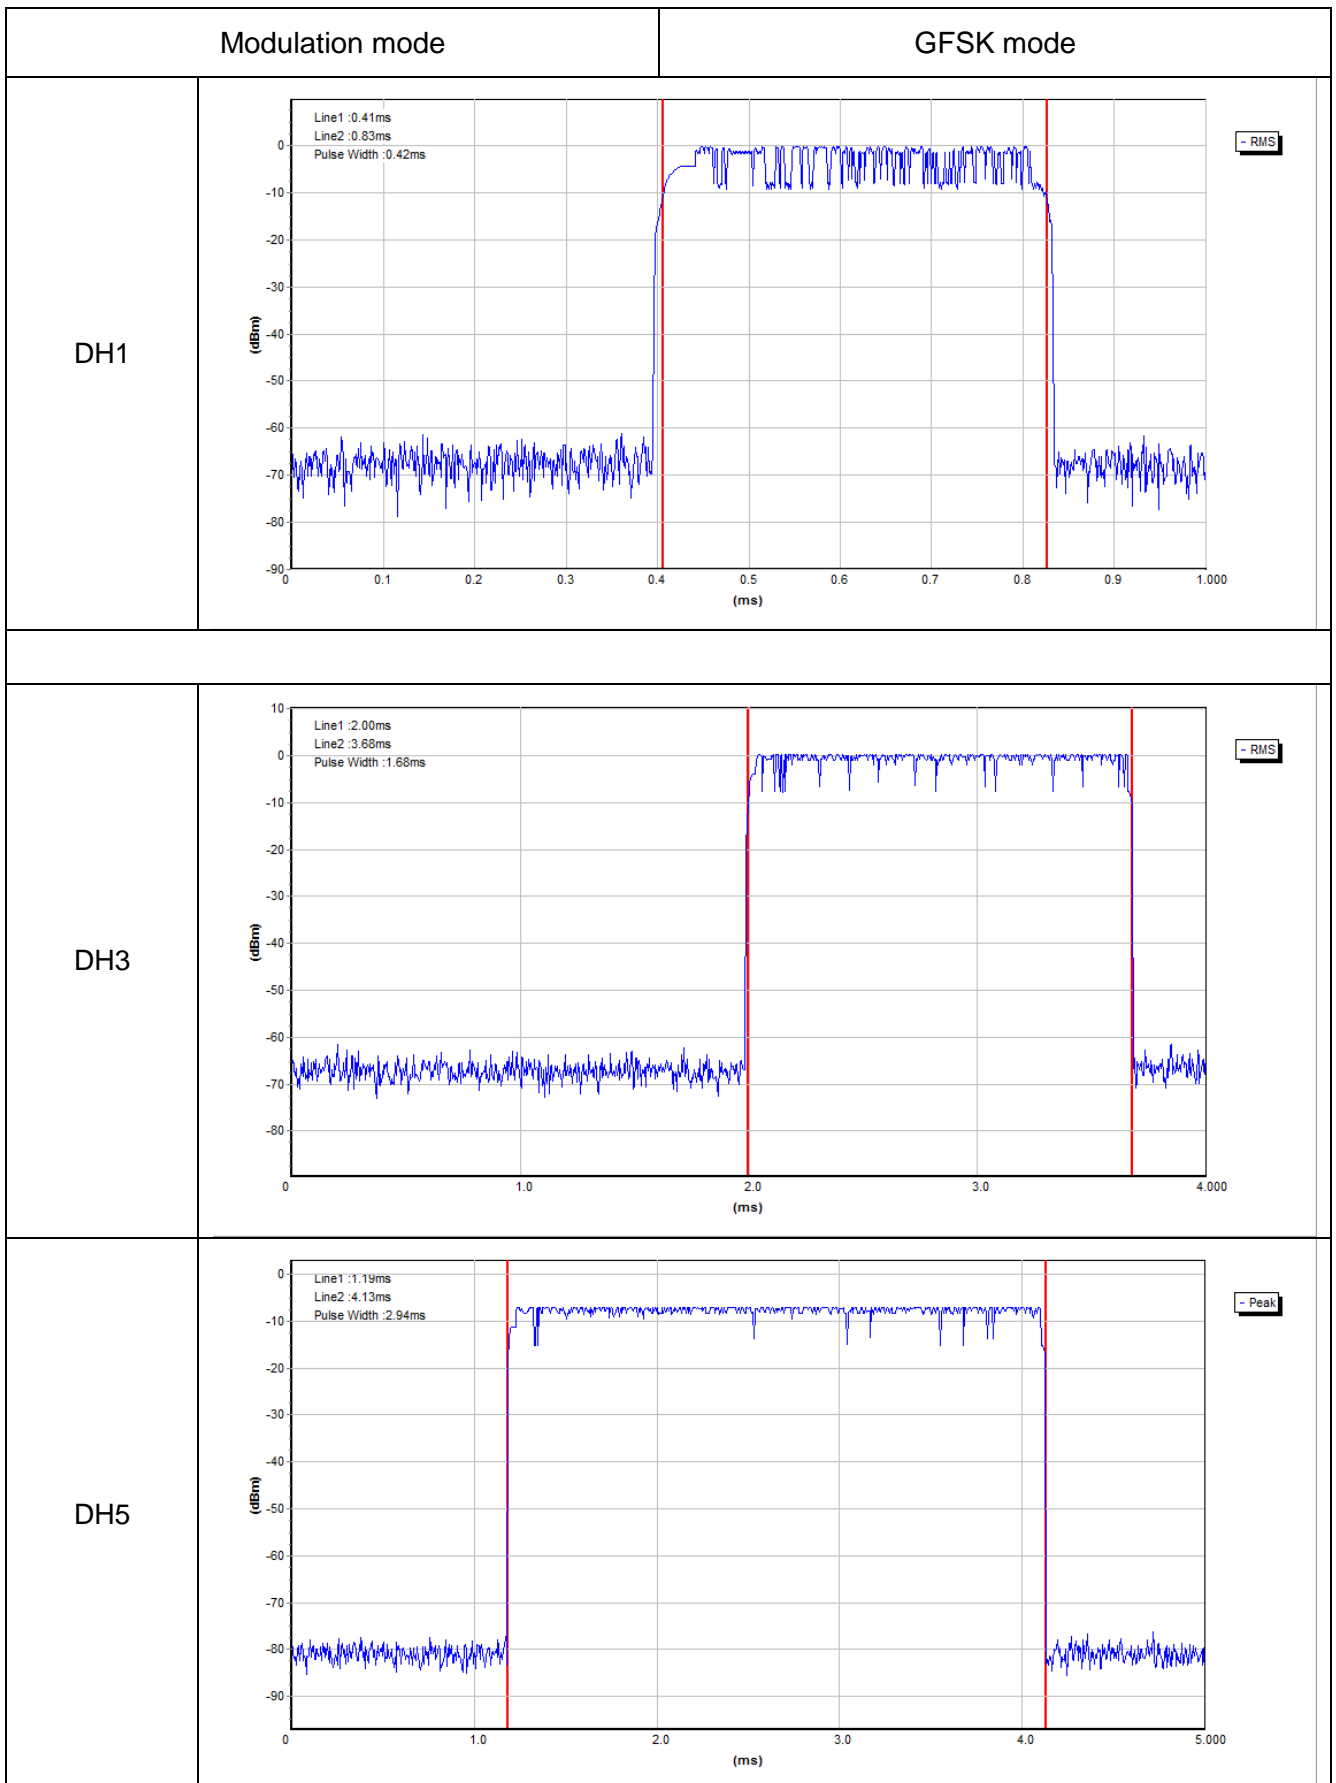 Modulation mode GFSK mode
DH1
Line1 :0.41ms
Line2 :0.83ms
Pulse Width :0.42ms
- RMS
0
-10
-20
-30
-40
-50
-60
-70
-80
-90
(dBm)
0 0.1 0.2 0.3 0.4 0.5 0.6 0.7 0.8 0.9 1.000
(ms)
DH3
Line1 :2.00ms
Line2 :3.68ms
Pulse Width :1.68ms
- RMS
10
0
-10
-20
-30
-40
-50
-60
-70
-80
(dBm)
0 1.0 2.0 3.0 4.000
(ms)
DH5
Line1 :1.19ms
Line2 :4.13ms
Pulse Width :2.94ms
- Peak
0
-10
-20
-30
-40
-50
-60
-70
-80
-90
(dBm)
0 1.0 2.0 3.0 4.0 5.000
(ms)